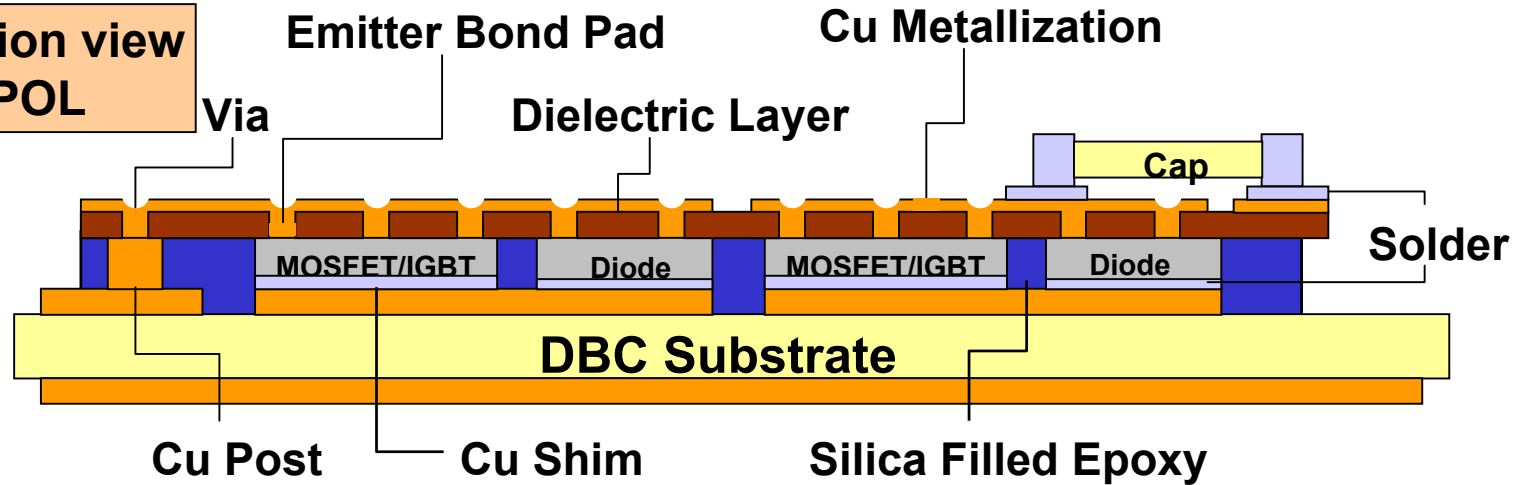 ion view
POL
Emitter Bond Pad
Cu Metallization
Via
Dielectric Layer
Cap
Solder
MOSFET/IGBT
Diode
MOSFET/IGBT
Diode
DBC Substrate
Cu Post
Cu Shim
Silica Filled Epoxy